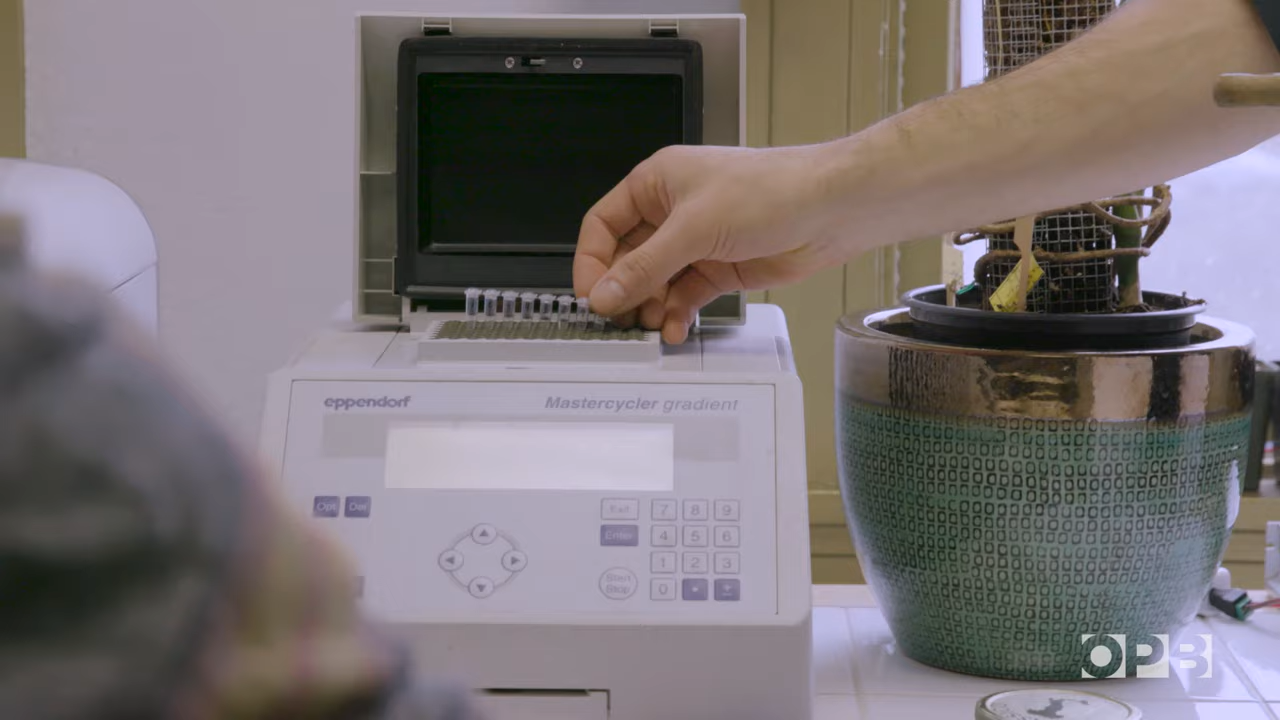 eppendorf
Mastercycler gradient
Opt
Del
Exit
7 8 9
Enter
4 5 6
1 2 3
Start
Stop
0
OPB